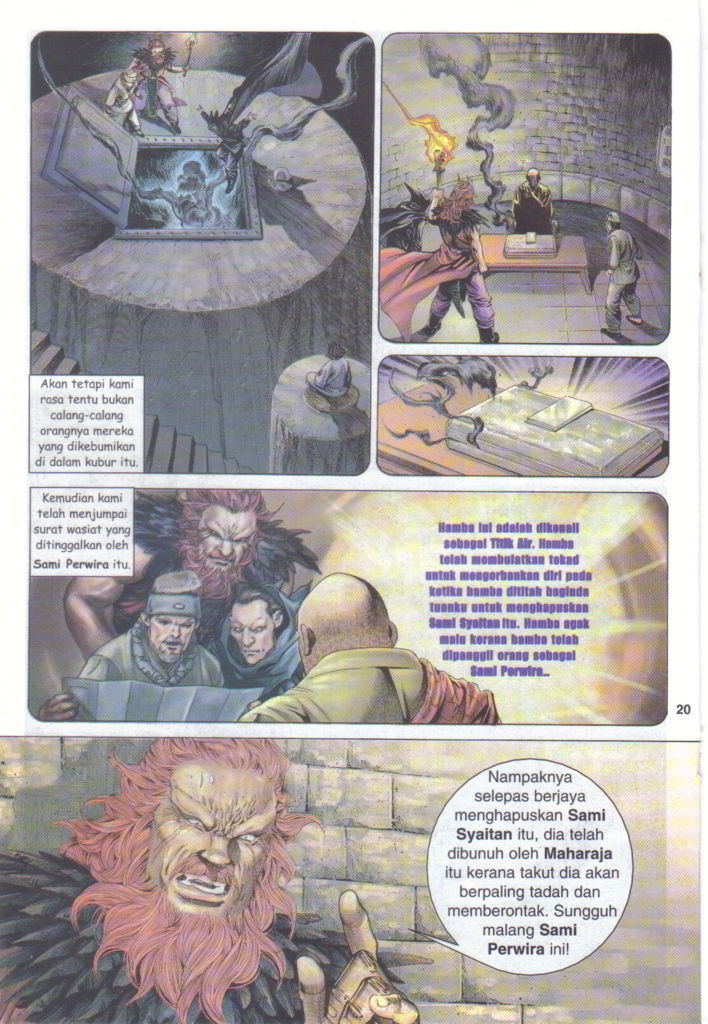 Akan tetapi kami
rasa tentu bukan
calang-calang
orangnya mereka
yang dikebumikan
di dalam kubur itu.
Kemudian kami
telah menjumpai
surat wasiat yang
ditinggalkan oleh
Sami Perwira itu.
Hamba ini adalah dikenali
sebagai Titik Air. Hamba
telah membulatkan tekad
untuk mengorbankan diri pada
ketika hamba dititah baginda
tuanku untuk menghapuskan
Sami Syaitan itu. Hamba agak
malu kerana hamba telah
dipanggil orang sebagai
Sami Perwira...
20
Nampaknya
selepas berjaya
menghapuskan Sami
Syaitan itu, dia telah
dibunuh oleh Maharaja
itu kerana takut dia akan
berpaling tadah dan
memberontak. Sungguh
malang Sami
Perwira ini!